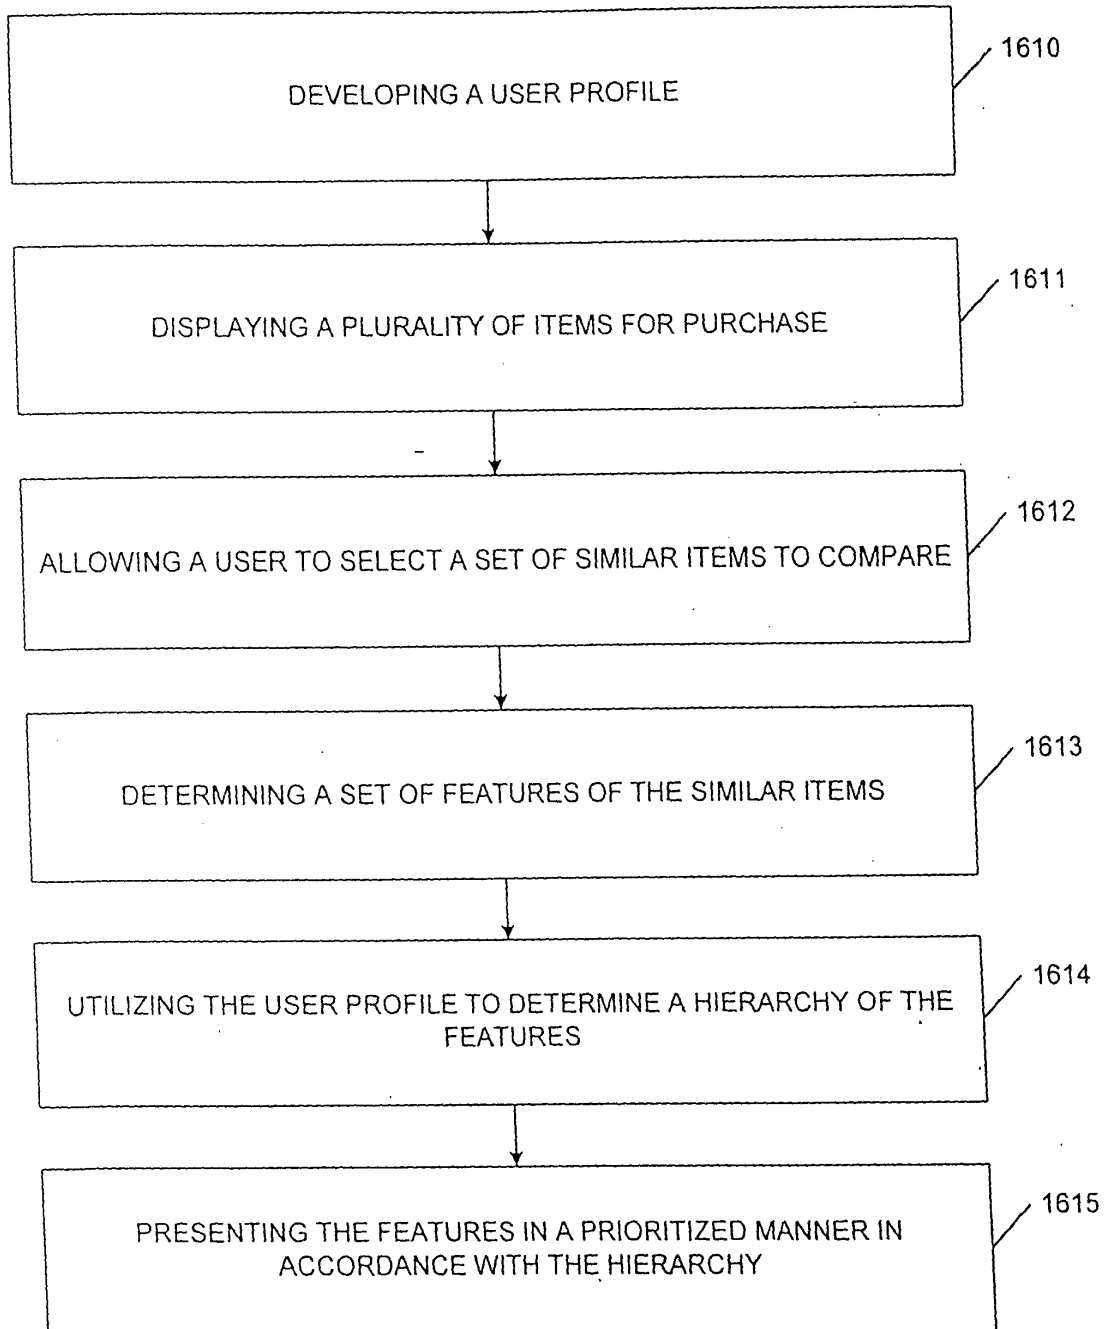 DEVELOPING A USER PROFILE
1610
DISPLAYING A PLURALITY OF ITEMS FOR PURCHASE
1611
ALLOWING A USER TO SELECT A SET OF SIMILAR ITEMS TO COMPARE
1612
DETERMINING A SET OF FEATURES OF THE SIMILAR ITEMS
1613
UTILIZING THE USER PROFILE TO DETERMINE A HIERARCHY OF THE
FEATURES
1614
PRESENTING THE FEATURES IN A PRIORITIZED MANNER IN
ACCORDANCE WITH THE HIERARCHY
1615